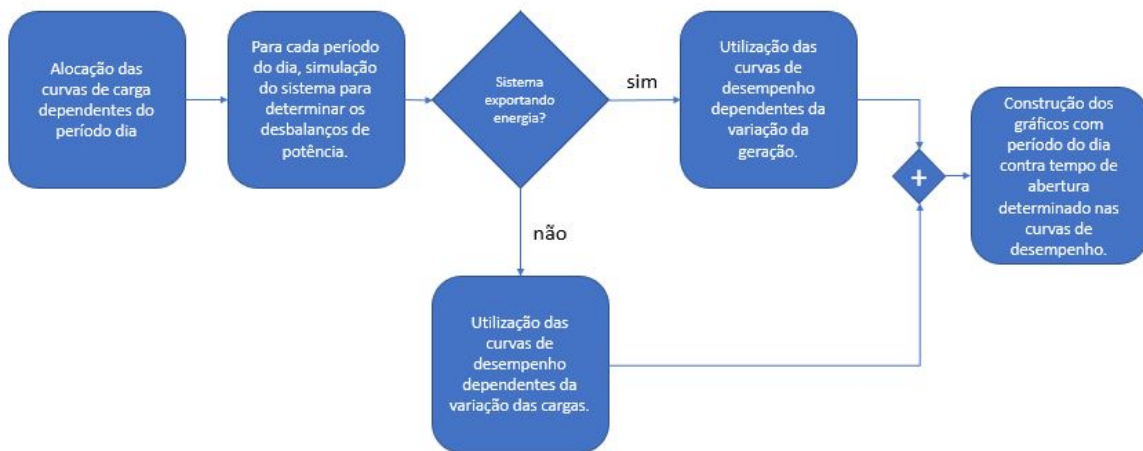 Alocação das
curvas de carga
dependentes do
período dia
Para cada período
do dia, simulação
do sistema para
determinar os
desbalanços de
potência.
Sistema
exportando
energia?
sim
Utilização das
curvas de
desempenho
dependentes da
variação da
geração.
não
Utilização das
curvas de
desempenho
dependentes da
variação das cargas.
+
Construção dos
gráficos com
período do dia
contra tempo de
abertura
determinado nas
curvas de
desempenho.